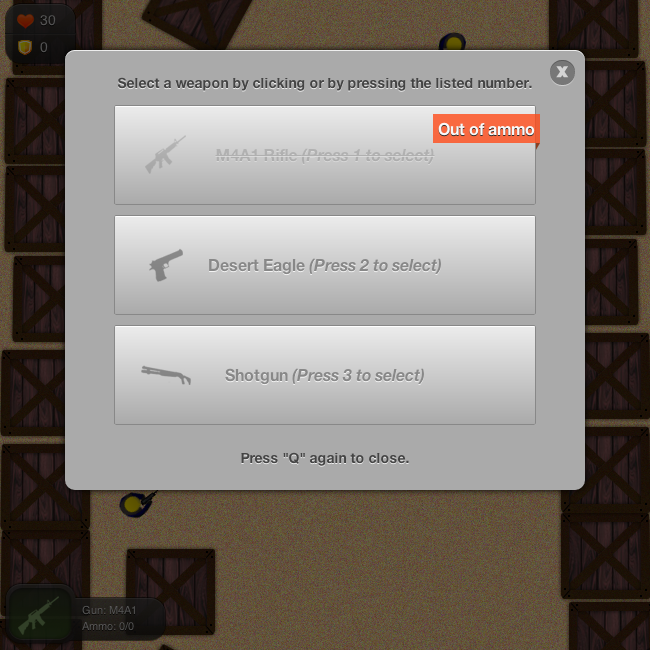 30
0
Select a weapon by clicking or by pressing the listed number.
X
Out of ammo
M4A1 Rifle (Press 1 to select)
Desert Eagle (Press 2 to select)
Shotgun (Press 3 to select)
Press "Q" again to close.
Gun: M4A1
Ammo: 0/0